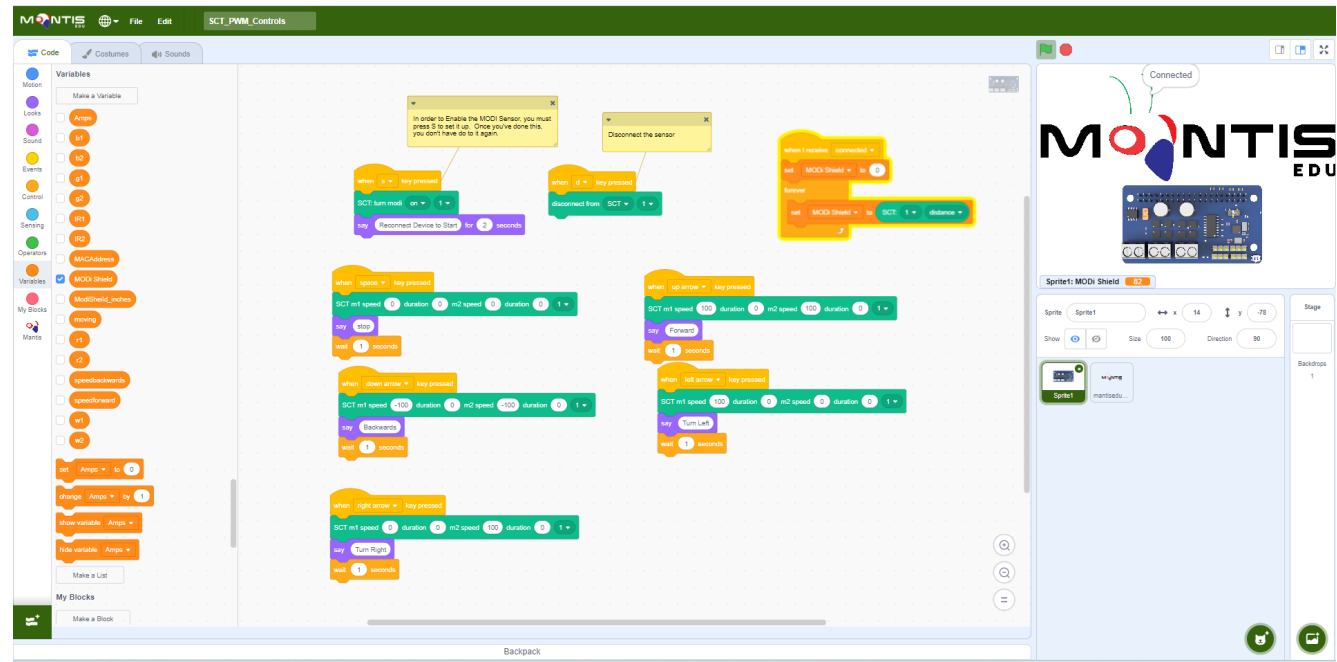 MANTIS EDU File Edit SCT_PWM_Controls
Code Costumes Sounds
Motion
Looks
Sound
Events
Control
Sensing
Operators
Variables
My Blocks
Mantis
Variables
Make a Variable
Amps
b1
b2
g1
g2
IR1
IR2
MACAddress
MODi Shield
ModiSheild_inches
moving
r1
r2
speedbackwards
speedforward
w1
w2
set Amps to 0
change Amps by 1
show variable Amps
hide variable Amps
Make a List
My Blocks
Make a Block
In order to Enable the MODI Sensor, you must
press S to set it up. Once you've done this,
you don't have do to it again.
Disconnect the sensor
when s key pressed
SCT: turn modi on 1
say Reconnect Device to Start for 2 seconds
when d key pressed
disconnect from SCT 1
when I receive connected
set MODi Shield to 0
forever
set MODi Shield to SCT: 1 distance
when space key pressed
SCT m1 speed 0 duration 0 m2 speed 0 duration 0 1
say stop
wait 1 seconds
when up arrow key pressed
SCT m1 speed 100 duration 0 m2 speed 100 duration 0 1
say Forward
wait 1 seconds
when down arrow key pressed
SCT m1 speed -100 duration 0 m2 speed -100 duration 0 1
say Backwards
wait 1 seconds
when left arrow key pressed
SCT m1 speed 100 duration 0 m2 speed 0 duration 0 1
say Turn Left
wait 1 seconds
when right arrow key pressed
SCT m1 speed 0 duration 0 m2 speed 100 duration 0 1
say Turn Right
wait 1 seconds
Backpack
Connected
MANTIS
EDU
Sprite1: MODi Shield 82
Sprite Sprite1 x 14 y -78
Show Size 100 Direction 90
Sprite1
mantisedu...
Stage
Backdrops
1